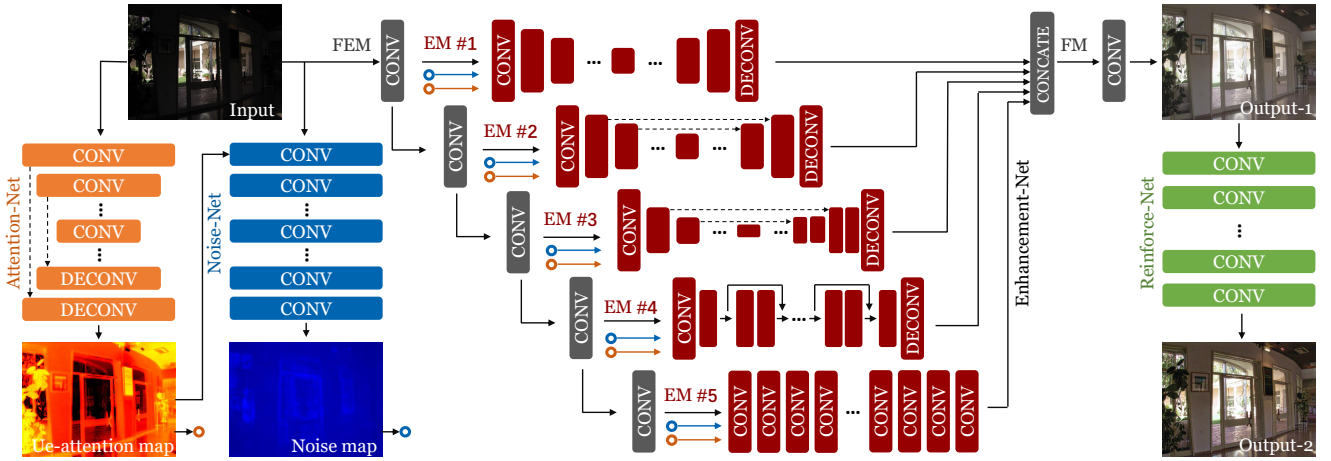 Input
Attention-Net
CONV
CONV
...
CONV
...
DECONV
DECONV
Ue-attention map
Noise-Net
CONV
CONV
...
CONV
...
CONV
CONV
Noise map
FEM
CONV
EM #1
CONV
...
...
DECONV
CONV
EM #2
CONV
...
...
DECONV
CONV
EM #3
CONV
...
...
DECONV
CONV
EM #4
CONV
...
DECONV
CONV
EM #5
CONV
CONV
CONV
CONV
...
CONV
CONV
CONV
CONV
Enhancement-Net
CONCATE
FM
CONV
Output-1
Reinforce-Net
CONV
CONV
...
CONV
CONV
Output-2